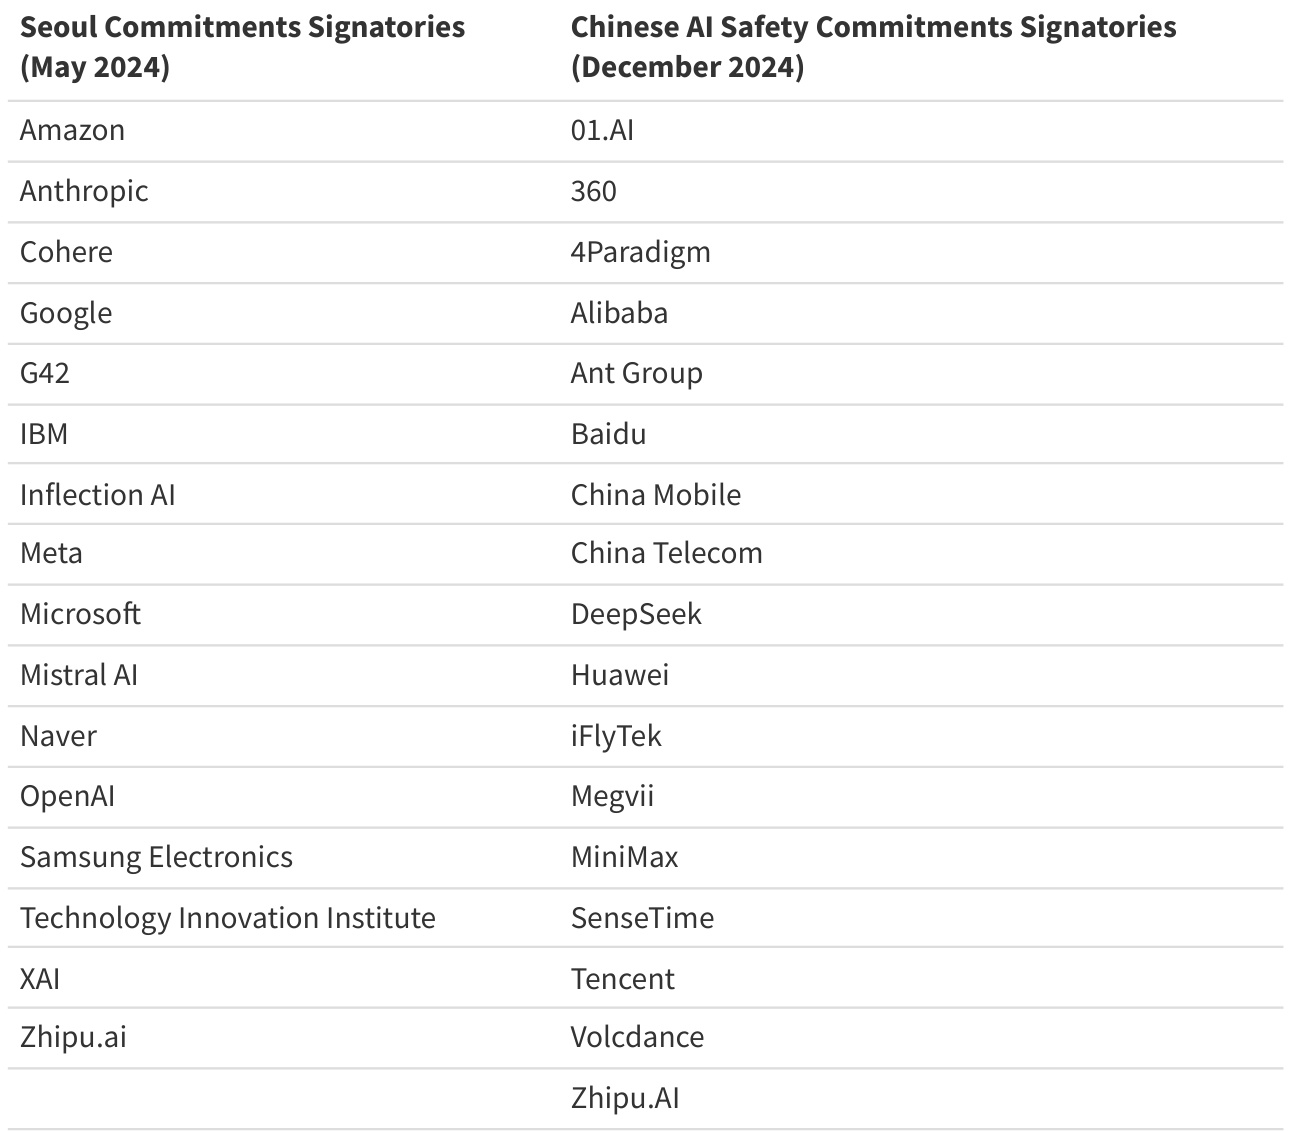 Seoul Commitments Signatories Chinese AI Safety Commitments Signatories
(May 2024) (December 2024)
Amazon 01.AI
Anthropic 360
Cohere 4Paradigm
Google Alibaba
G42 Ant Group
IBM Baidu
Inflection AI China Mobile
Meta China Telecom
Microsoft DeepSeek
Mistral AI Huawei
Naver iFlyTek
OpenAI Megvii
Samsung Electronics MiniMax
Technology Innovation Institute SenseTime
XAI Tencent
Zhipu.ai Volcdance
Zhipu.AI